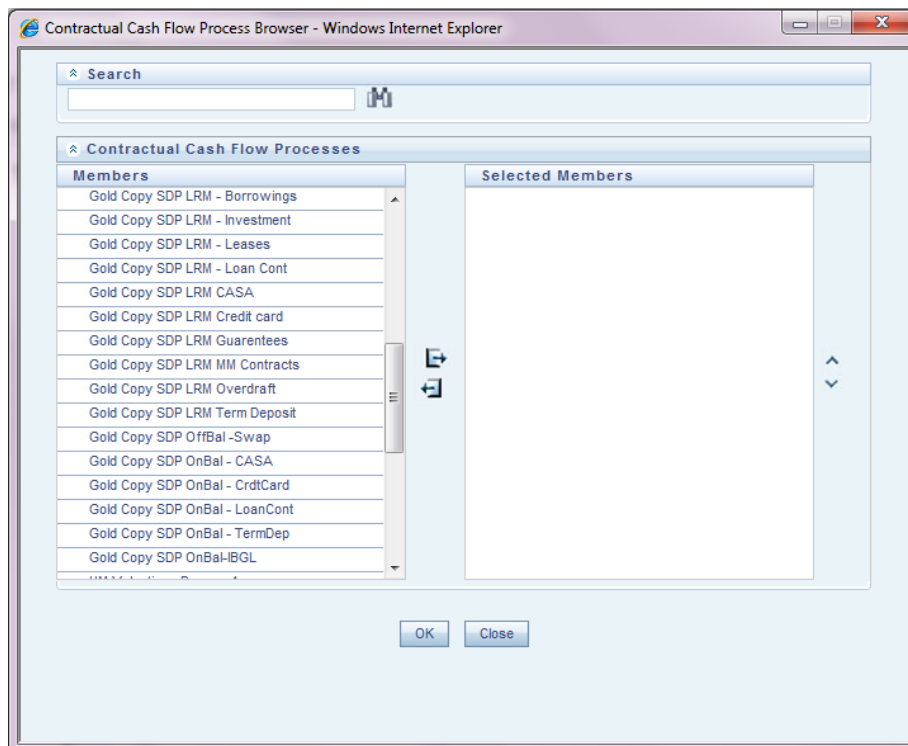 Contractual Cash Flow Process Browser - Windows Internet Explorer
Search
Contractual Cash Flow Processes
Members
Selected Members
Gold Copy SDP LRM - Borrowings
Gold Copy SDP LRM - Investment
Gold Copy SDP LRM - Leases
Gold Copy SDP LRM - Loan Cont
Gold Copy SDP LRM CASA
Gold Copy SDP LRM Credit card
Gold Copy SDP LRM Guarentees
Gold Copy SDP LRM MM Contracts
Gold Copy SDP LRM Overdraft
Gold Copy SDP LRM Term Deposit
Gold Copy SDP OffBal -Swap
Gold Copy SDP OnBal - CASA
Gold Copy SDP OnBal - CrdtCard
Gold Copy SDP OnBal - LoanCont
Gold Copy SDP OnBal - TermDep
Gold Copy SDP OnBal-IBGL
OK
Close